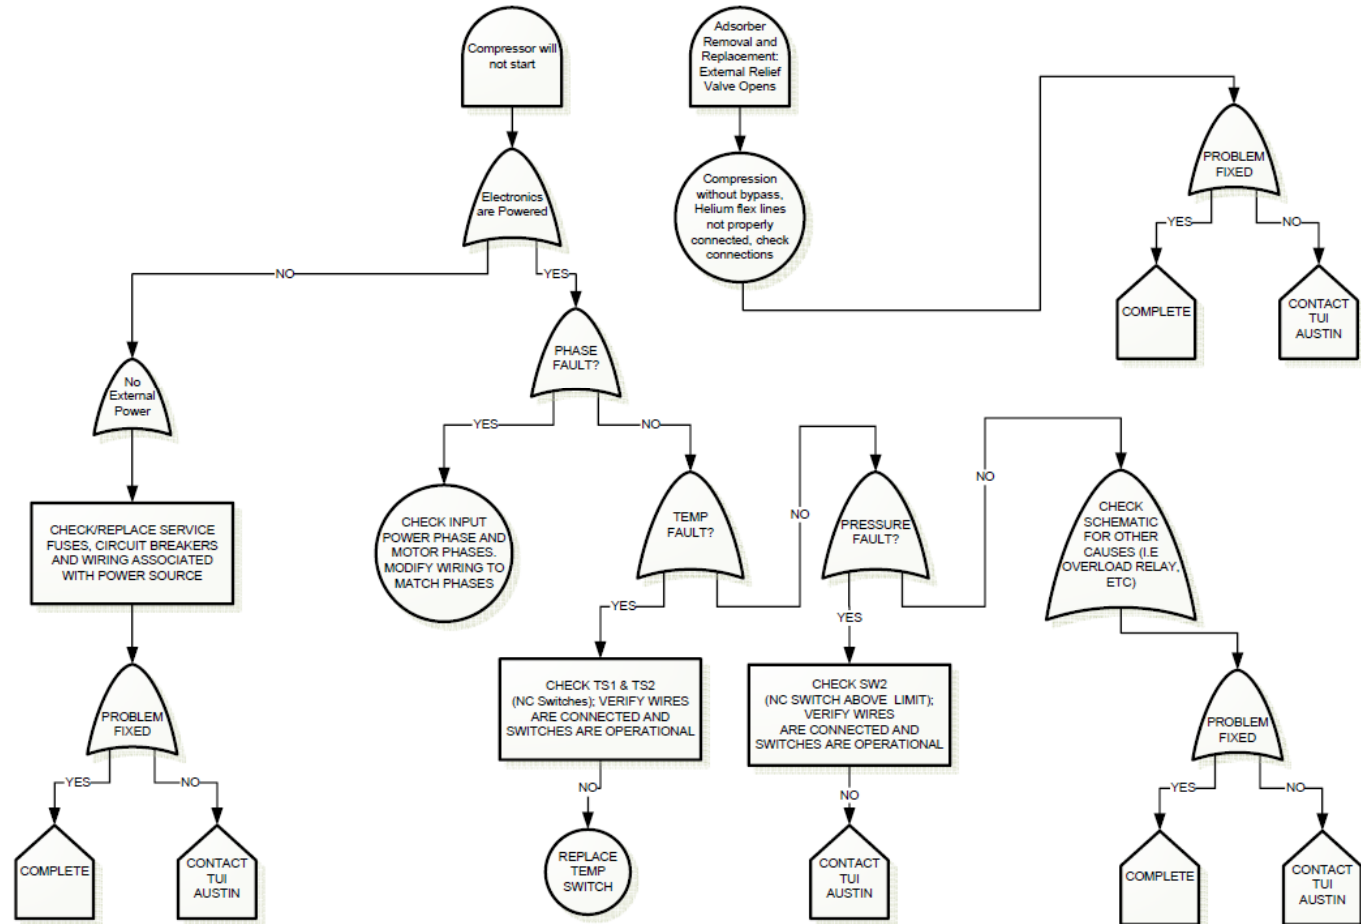 Compressor will
not start
Adsorber
Removal and
Replacement:
External Relief
Valve Opens
Electronics
are Powered
Compression
without bypass,
Helium flex lines
not properly
connected, check
connections
PROBLEM
FIXED
YES
NO
COMPLETE
CONTACT
TUI
AUSTIN
NO
YES
No
External
Power
PHASE
FAULT?
YES
NO
CHECK/REPLACE SERVICE
FUSES, CIRCUIT BREAKERS
AND WIRING ASSOCIATED
WITH POWER SOURCE
CHECK INPUT
POWER PHASE AND
MOTOR PHASES.
MODIFY WIRING TO
MATCH PHASES
TEMP
FAULT?
NO
PRESSURE
FAULT?
NO
CHECK
SCHEMATIC
FOR OTHER
CAUSES (I.E
OVERLOAD RELAY,
ETC)
YES
YES
CHECK TS1 & TS2
(NC Switches); VERIFY WIRES
ARE CONNECTED AND
SWITCHES ARE OPERATIONAL
CHECK SW2
(NC SWITCH ABOVE LIMIT);
VERIFY WIRES
ARE CONNECTED AND
SWITCHES ARE OPERATIONAL
PROBLEM
FIXED
YES
NO
COMPLETE
CONTACT
TUI
AUSTIN
NO
REPLACE
TEMP
SWITCH
NO
CONTACT
TUI
AUSTIN
PROBLEM
FIXED
YES
NO
COMPLETE
CONTACT
TUI
AUSTIN